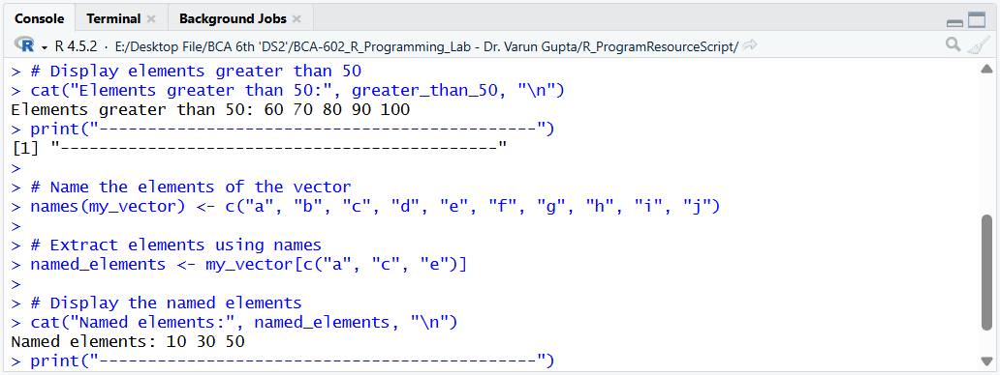 Console Terminal Background Jobs
R 4.5.2 · E:/Desktop File/BCA 6th 'DS2'/BCA-602_R_Programming_Lab - Dr. Varun Gupta/R_ProgramResourceScript/
> # Display elements greater than 50
> cat("Elements greater than 50:", greater_than_50, "\n")
Elements greater than 50: 60 70 80 90 100
> print("---------------------------------------------")
[1] "---------------------------------------------"
>
> # Name the elements of the vector
> names(my_vector) <- c("a", "b", "c", "d", "e", "f", "g", "h", "i", "j")
>
> # Extract elements using names
> named_elements <- my_vector[c("a", "c", "e")]
>
> # Display the named elements
> cat("Named elements:", named_elements, "\n")
Named elements: 10 30 50
> print("---------------------------------------------")